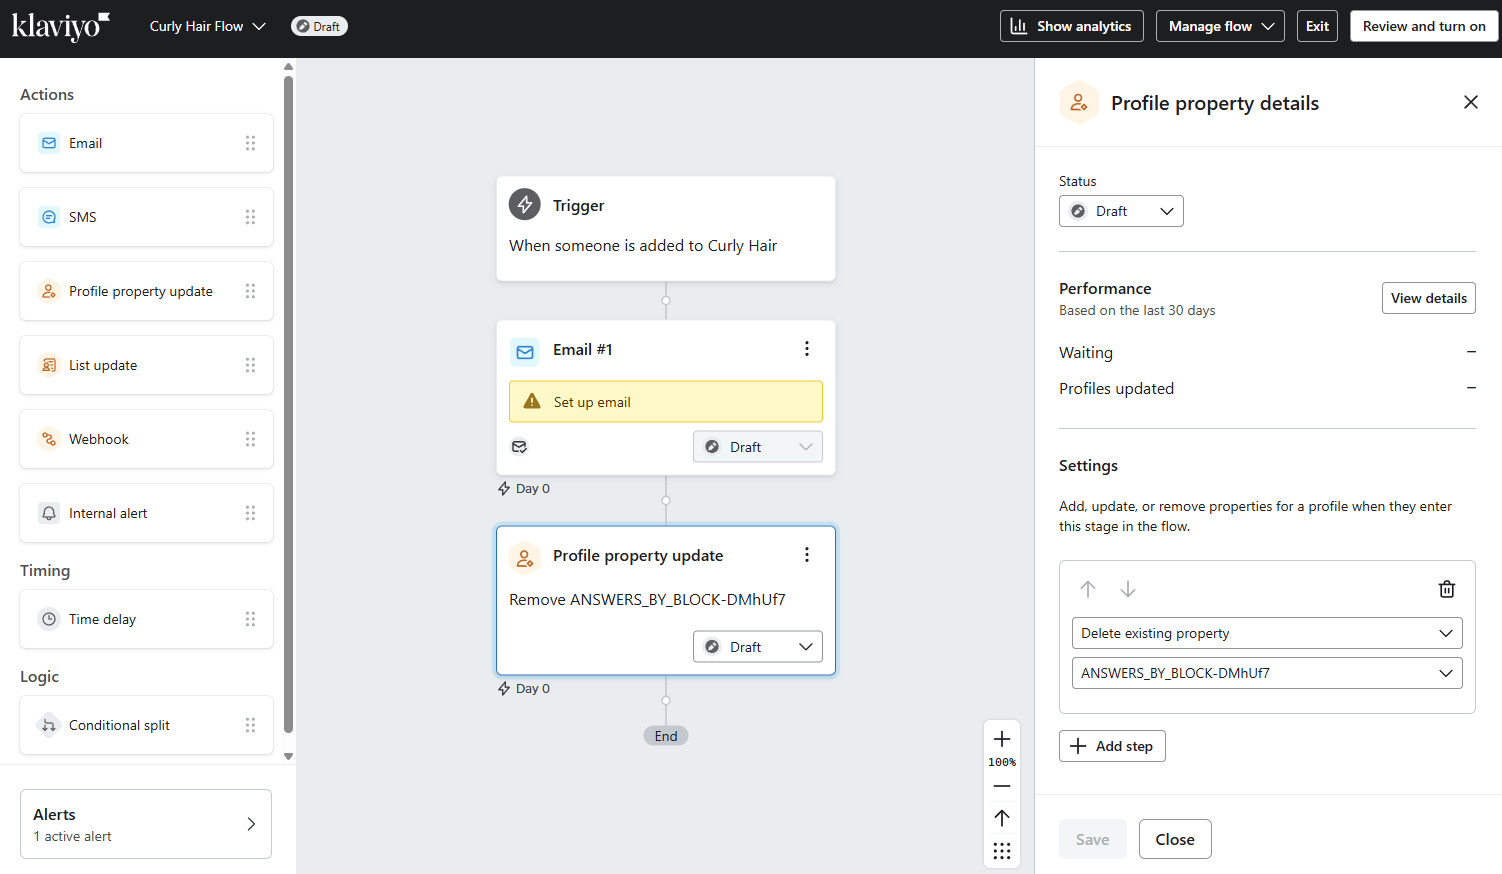 klaviyo
Curly Hair Flow
Draft
Show analytics
Manage flow
Exit
Review and turn on
Actions
Email
SMS
Profile property update
List update
Webhook
Internal alert
Timing
Time delay
Logic
Conditional split
Alerts
1 active alert
Trigger
When someone is added to Curly Hair
Email #1
Set up email
Draft
Day 0
Profile property update
Remove ANSWERS_BY_BLOCK-DMhUf7
Draft
Day 0
End
100%
Profile property details
Status
Draft
Performance
Based on the last 30 days
View details
Waiting –
Profiles updated –
Settings
Add, update, or remove properties for a profile when they enter
this stage in the flow.
Delete existing property
ANSWERS_BY_BLOCK-DMhUf7
Add step
Save
Close